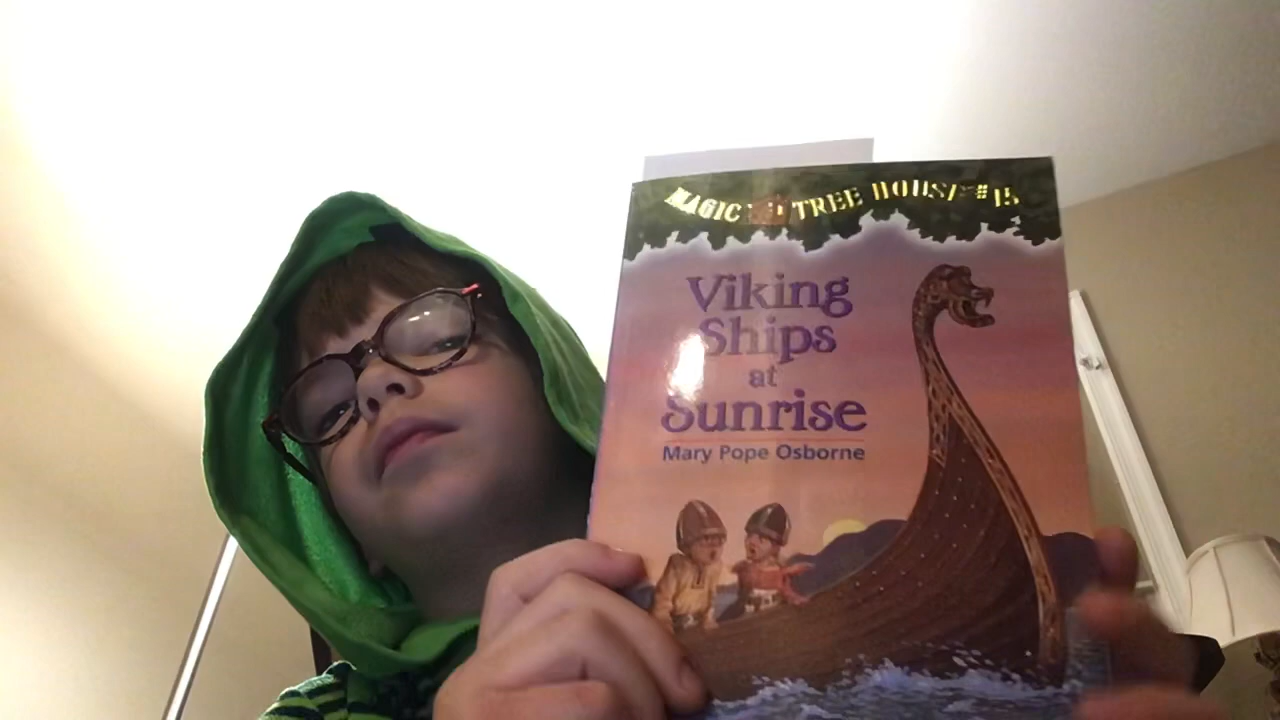 MAGIC TREE HOUSE #15
Viking
Ships
at
Sunrise
Mary Pope Osborne